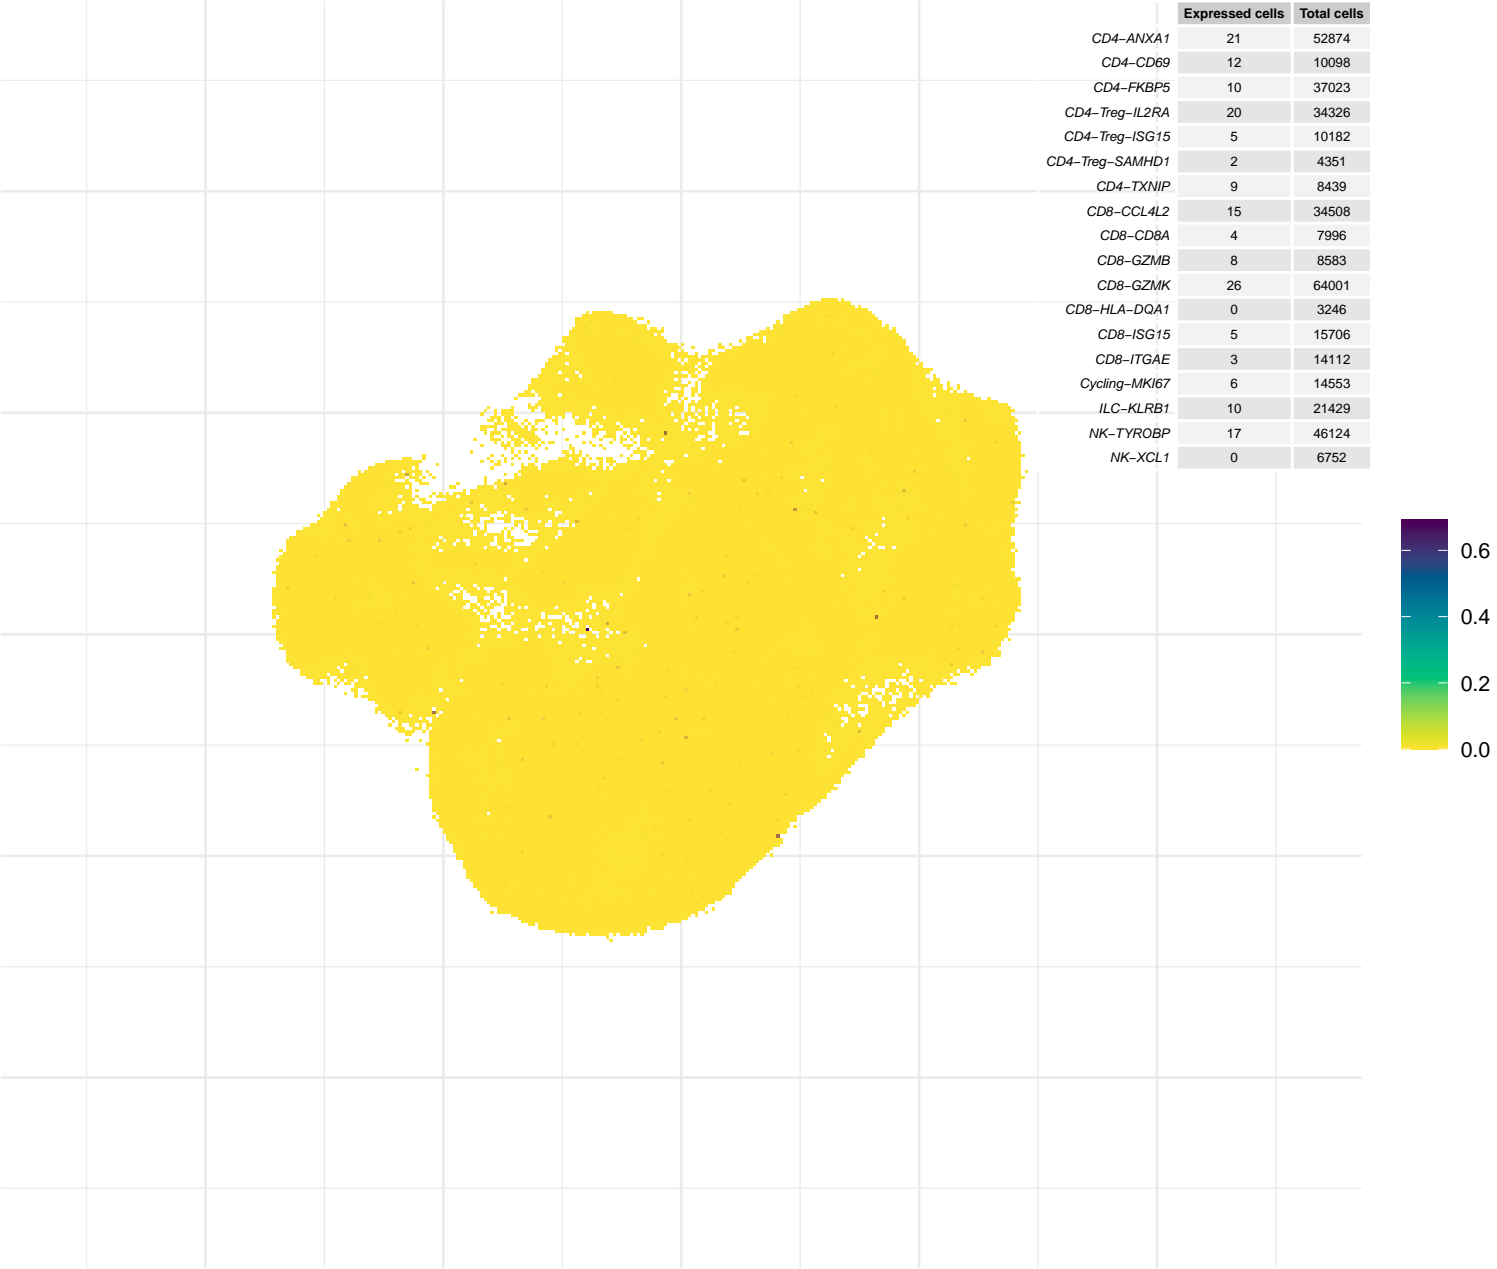 Expressed cells Total cells
CD4−ANXA1 21 52874
CD4−CD69 12 10098
CD4−FKBP5 10 37023
CD4−Treg−IL2RA 20 34326
CD4−Treg−ISG15 5 10182
CD4−Treg−SAMHD1 2 4351
CD4−TXNIP 9 8439
CD8−CCL4L2 15 34508
CD8−CD8A 4 7996
CD8−GZMB 8 8583
CD8−GZMK 26 64001
CD8−HLA−DQA1 0 3246
CD8−ISG15 5 15706
CD8−ITGAE 3 14112
Cycling−MKI67 6 14553
ILC−KLRB1 10 21429
NK−TYROBP 17 46124
NK−XCL1 0 6752
0.6
0.4
0.2
0.0